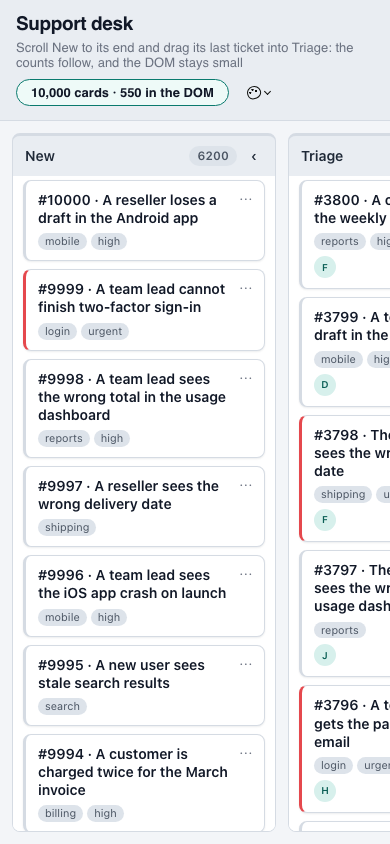 Support desk
Scroll New to its end and drag its last ticket into Triage: the
counts follow, and the DOM stays small
10,000 cards · 550 in the DOM
New
6200
#10000 · A reseller loses a
draft in the Android app
mobile high
#9999 · A team lead cannot
finish two-factor sign-in
login urgent
#9998 · A team lead sees
the wrong total in the usage
dashboard
reports high
#9997 · A reseller sees the
wrong delivery date
shipping
#9996 · A team lead sees
the iOS app crash on launch
mobile high
#9995 · A new user sees
stale search results
search
#9994 · A customer is
charged twice for the March
invoice
billing high
Triage
#3800 · A
the weekly
reports
F
#3799 · A
draft in the
mobile
D
#3798 ·
sees the
date
shipping
F
#3797 ·
sees the
usage
reports
J
#3796 · A
gets the
email
login
H